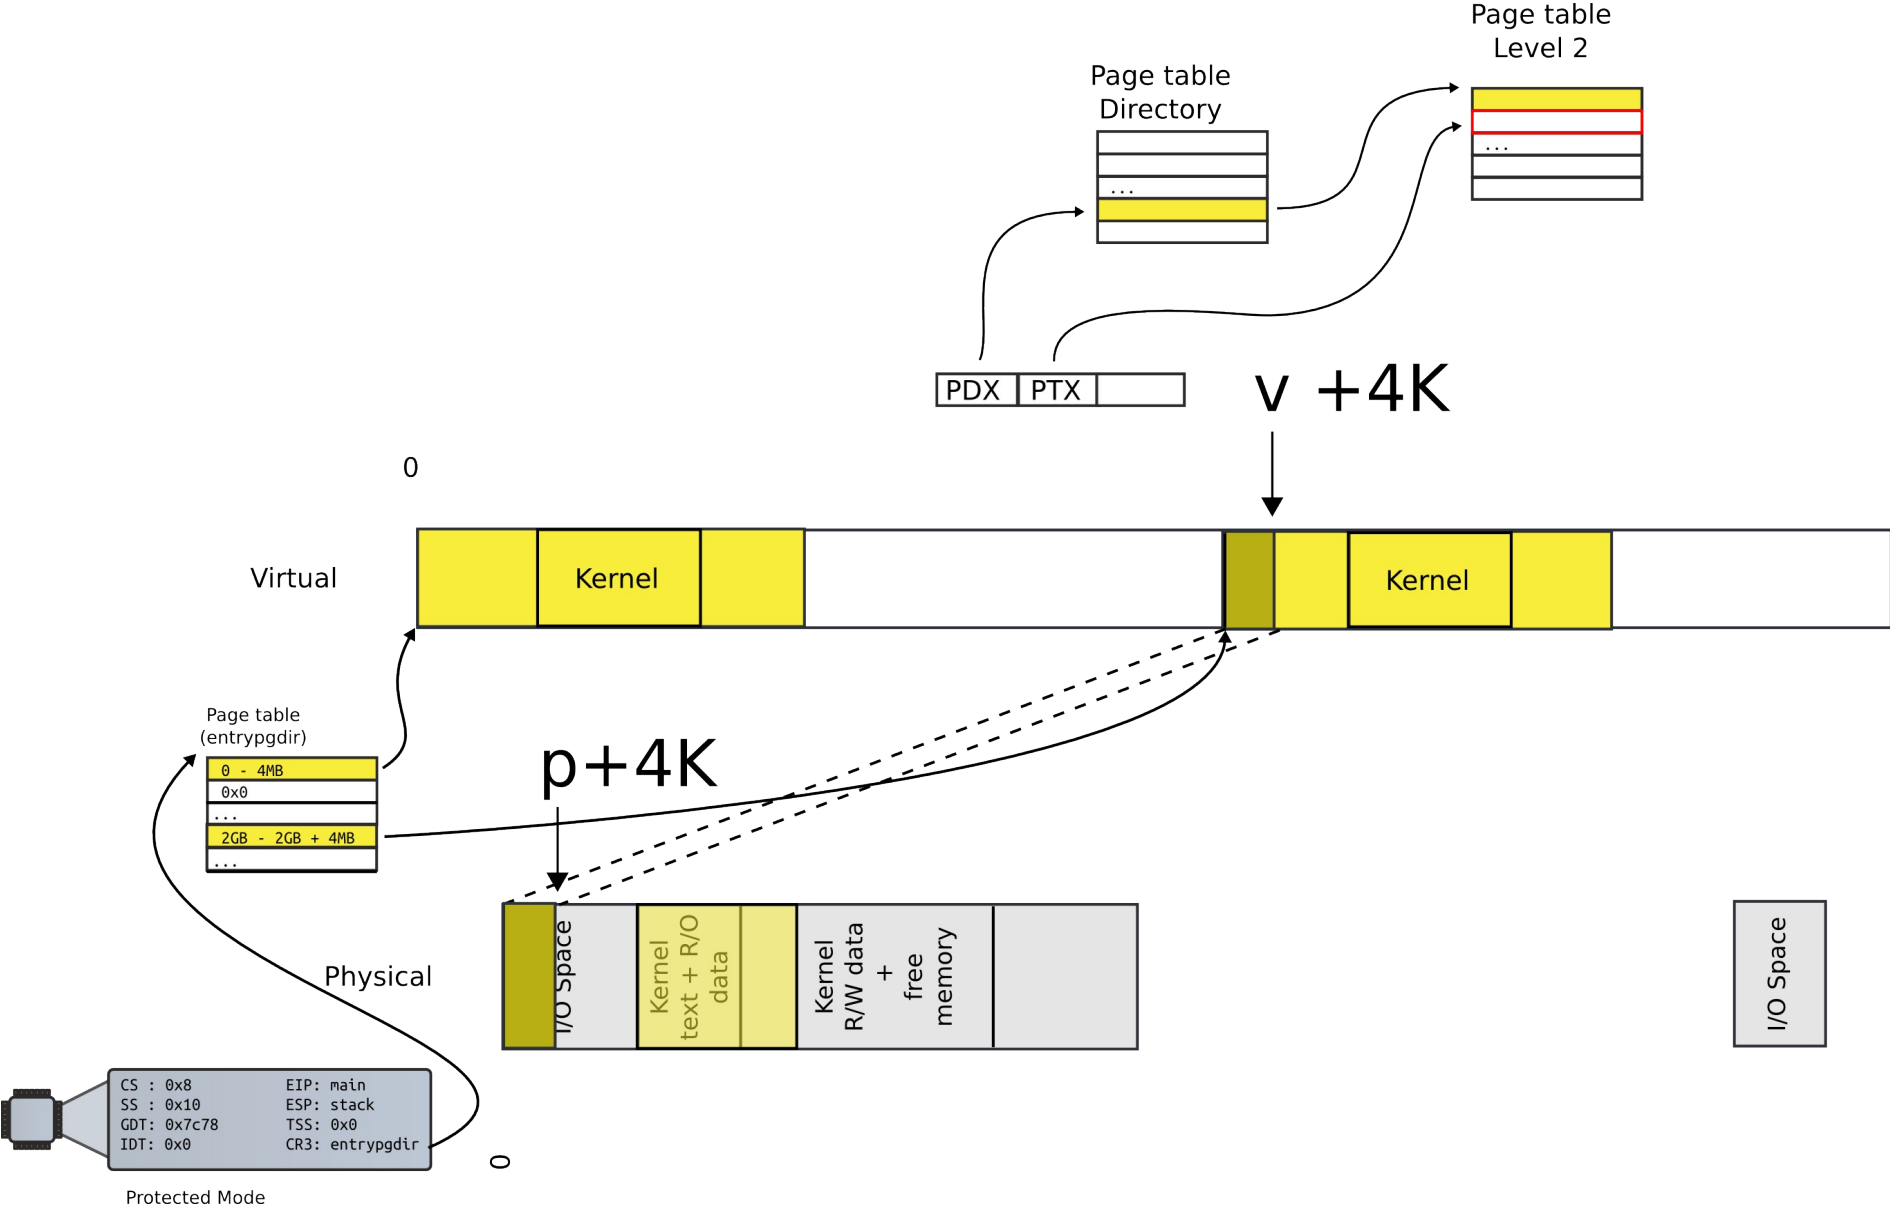 Page table
Level 2
...
Page table
Directory
...
PDX
PTX
v +4K
0
Virtual
Kernel
Kernel
Page table
(entrypgdir)
0 - 4MB
0x0
...
2GB - 2GB + 4MB
...
p+4K
Physical
I/O Space
Kernel
text + R/O
data
Kernel
R/W data
+
free
memory
I/O Space
CS : 0x8
SS : 0x10
GDT: 0x7c78
IDT: 0x0
EIP: main
ESP: stack
TSS: 0x0
CR3: entrypgdir
Protected Mode
0